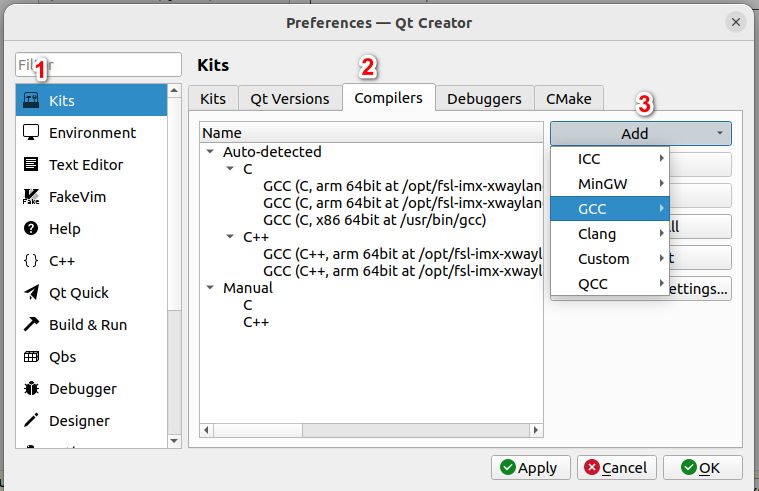 Preferences — Qt Creator
Filter
1
Kits
Environment
Text Editor
FakeVim
Help
C++
Qt Quick
Build & Run
Qbs
Debugger
Designer
Kits
2
Kits
Qt Versions
Compilers
Debuggers
CMake
3
Name
Auto-detected
C
GCC (C, arm 64bit at /opt/fsl-imx-xwaylan
GCC (C, arm 64bit at /opt/fsl-imx-xwaylan
GCC (C, x86 64bit at /usr/bin/gcc)
C++
GCC (C++, arm 64bit at /opt/fsl-imx-xwayl
GCC (C++, arm 64bit at /opt/fsl-imx-xwayl
Manual
C
C++
Add
ICC
MinGW
GCC
Clang
Custom
QCC
ll
t
ettings...
Apply
Cancel
OK